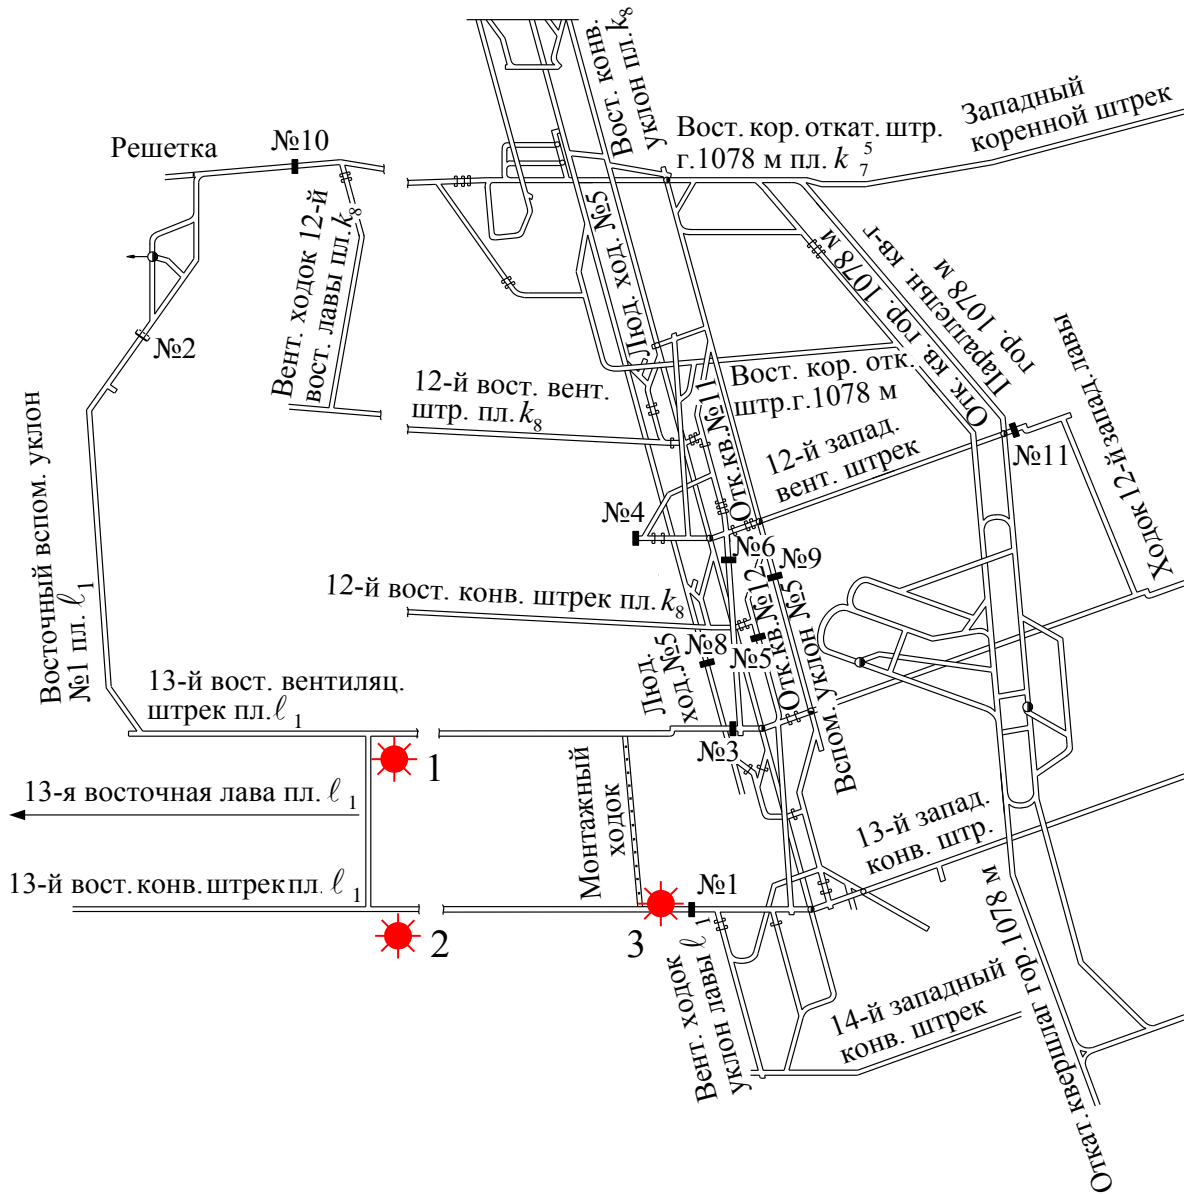 Вост. конв.
уклон пл. k8
Западный
коренной штрек
Вост. кор. откат. штр.
г.1078 м пл. k 5 7
№10
Решетка
Люд. ход. №5
Вент. ходок 12-й
вост. лавы пл. k8
№2
Отк. кв. гор. 1078 м
Параллельн. кв-г
гор. 1078 м
12-й вост. вент.
штр. пл. k8
Вост. кор. отк.
штр.г.1078 м
Отк.кв.№11
12-й запад.
вент. штрек
№11
Ходок 12-й запад. лавы
№4
№6
№9
Восточный вспом. уклон
№1 пл. ℓ1
12-й вост. конв. штрек пл. k8
№8
№5
Отк.кв.№12
Люд.
ход.№5
Вспом. уклон №5
13-й вост. вентиляц.
штрек пл. ℓ 1
№3
1
13-я восточная лава пл. ℓ 1
Монтажный
ходок
13-й запад.
конв. штр.
13-й вост. конв. штрек пл. ℓ 1
№1
2
3
Вент. ходок
уклон лавы ℓ 1
14-й западный
конв. штрек
Откат. квершлаг гор. 1078 м